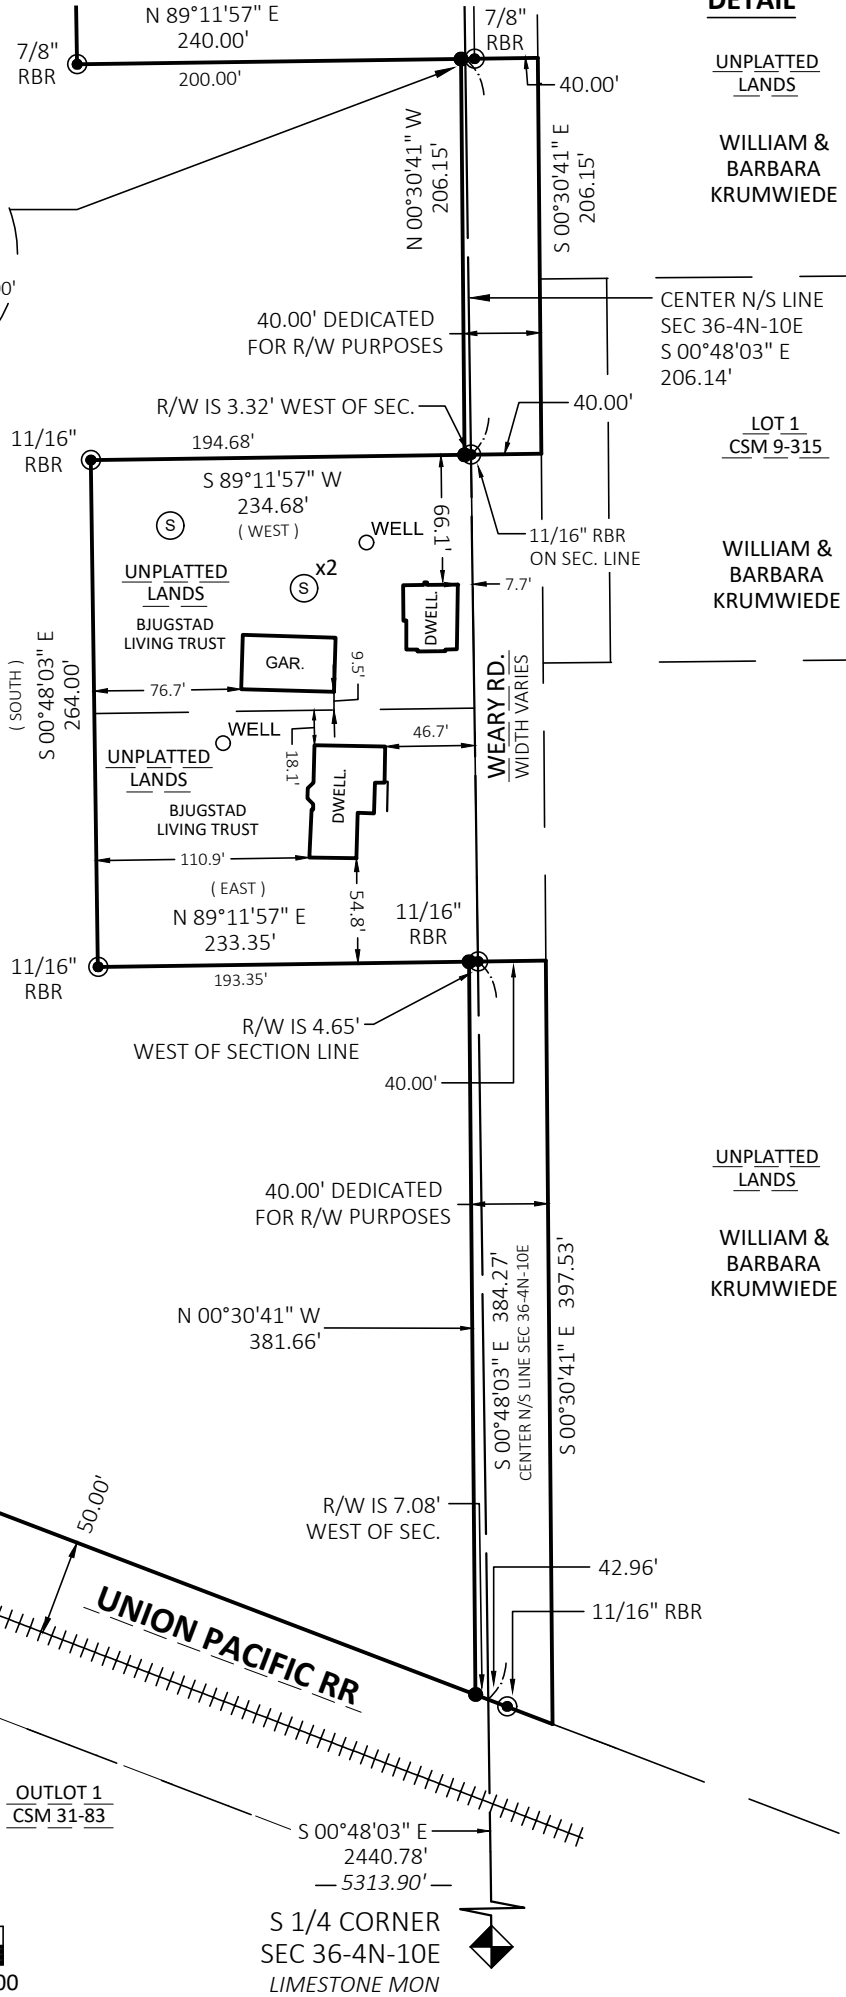 DETAIL
N 89°11'57" E
240.00'
200.00'
7/8"
RBR
7/8"
RBR
40.00'
UNPLATTED
LANDS
WILLIAM &
BARBARA
KRUMWIEDE
N 00°30'41" W
206.15'
S 00°30'41" E
206.15'
00'
40.00' DEDICATED
FOR R/W PURPOSES
CENTER N/S LINE
SEC 36-4N-10E
S 00°48'03" E
206.14'
R/W IS 3.32' WEST OF SEC.
40.00'
11/16"
RBR
194.68'
S 89°11'57" W
234.68'
( WEST )
LOT 1
CSM 9-315
S
WELL
66.1'
11/16" RBR
ON SEC. LINE
WILLIAM &
BARBARA
KRUMWIEDE
UNPLATTED
LANDS
S
x2
DWELL.
7.7'
BJUGSTAD
LIVING TRUST
GAR.
9.5'
76.7'
( SOUTH )
S 00°48'03" E
264.00'
WEARY RD.
WIDTH VARIES
WELL
46.7'
18.1'
UNPLATTED
LANDS
DWELL.
BJUGSTAD
LIVING TRUST
110.9'
( EAST )
N 89°11'57" E
233.35'
54.8'
11/16"
RBR
11/16"
RBR
193.35'
R/W IS 4.65'
WEST OF SECTION LINE
40.00'
UNPLATTED
LANDS
40.00' DEDICATED
FOR R/W PURPOSES
WILLIAM &
BARBARA
KRUMWIEDE
N 00°30'41" W
381.66'
S 00°48'03" E 384.27'
CENTER N/S LINE SEC 36-4N-10E
S 00°30'41" E 397.53'
50.00'
R/W IS 7.08'
WEST OF SEC.
42.96'
11/16" RBR
UNION PACIFIC RR
OUTLOT 1
CSM 31-83
S 00°48'03" E
2440.78'
5313.90'
S 1/4 CORNER
SEC 36-4N-10E
LIMESTONE MON
00